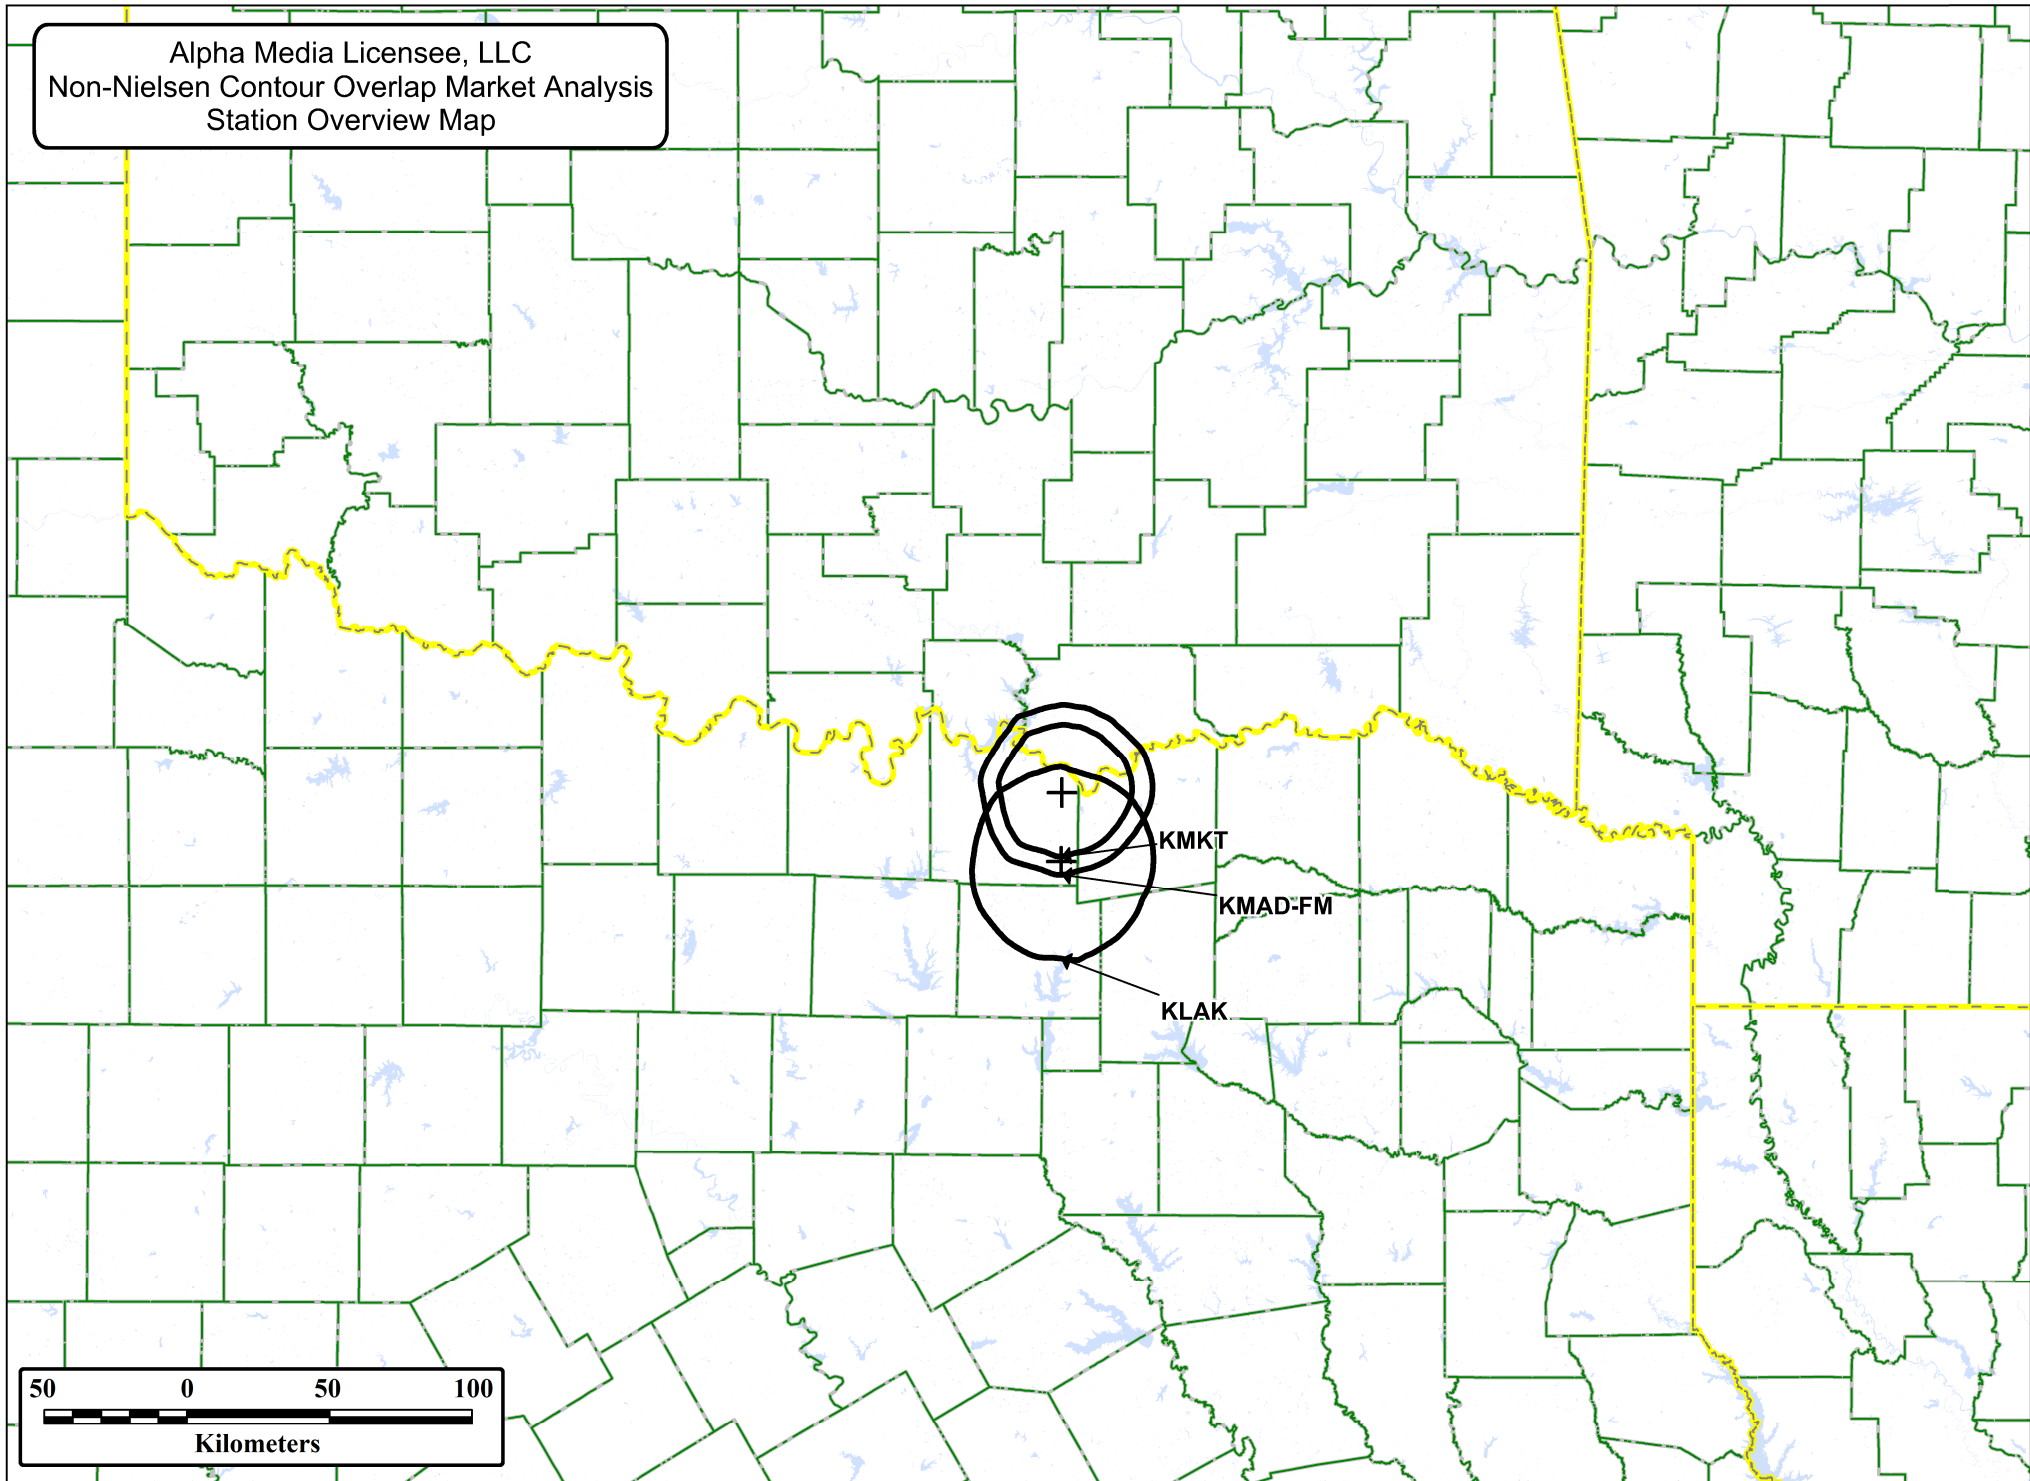 Alpha Media Licensee, LLC
Non-Nielsen Contour Overlap Market Analysis
Station Overview Map
KMKT
KMAD-FM
KLAK
50 0 50 100
Kilometers